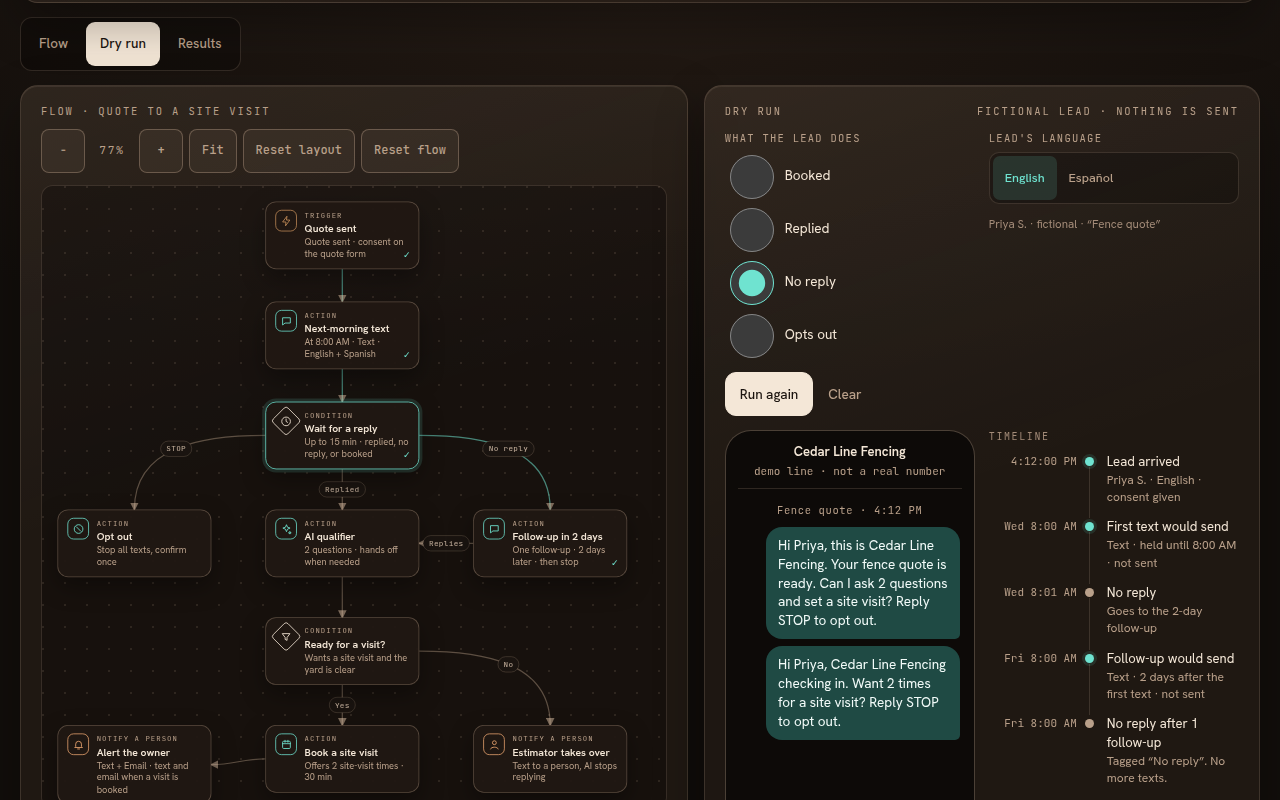 Flow
Dry run
Results
FLOW · QUOTE TO A SITE VISIT
-
77%
+
Fit
Reset layout
Reset flow
TRIGGER
Quote sent
Quote sent · consent on
the quote form
✓
ACTION
Next-morning text
At 8:00 AM · Text ·
English + Spanish
✓
CONDITION
Wait for a reply
Up to 15 min · replied, no
reply, or booked
✓
STOP
No reply
Replied
ACTION
Opt out
Stop all texts, confirm
once
ACTION
AI qualifier
2 questions · hands off
when needed
Replies
ACTION
Follow-up in 2 days
One follow-up · 2 days
later · then stop
✓
CONDITION
Ready for a visit?
Wants a site visit and the
yard is clear
No
Yes
NOTIFY A PERSON
Alert the owner
Text + Email · text and
email when a visit is
booked
ACTION
Book a site visit
Offers 2 site-visit times ·
30 min
NOTIFY A PERSON
Estimator takes over
Text to a person, AI stops
replying
DRY RUN
FICTIONAL LEAD · NOTHING IS SENT
WHAT THE LEAD DOES
Booked
Replied
No reply
Opts out
LEAD'S LANGUAGE
English
Español
Priya S. · fictional · “Fence quote”
Run again
Clear
Cedar Line Fencing
demo line · not a real number
Fence quote · 4:12 PM
Hi Priya, this is Cedar Line
Fencing. Your fence quote is
ready. Can I ask 2 questions
and set a site visit? Reply
STOP to opt out.
Hi Priya, Cedar Line Fencing
checking in. Want 2 times
for a site visit? Reply STOP
to opt out.
TIMELINE
4:12:00 PM
Lead arrived
Priya S. · English ·
consent given
Wed 8:00 AM
First text would send
Text · held until 8:00 AM
· not sent
Wed 8:01 AM
No reply
Goes to the 2-day
follow-up
Fri 8:00 AM
Follow-up would send
Text · 2 days after the
first text · not sent
Fri 8:00 AM
No reply after 1
follow-up
Tagged “No reply”. No
more texts.